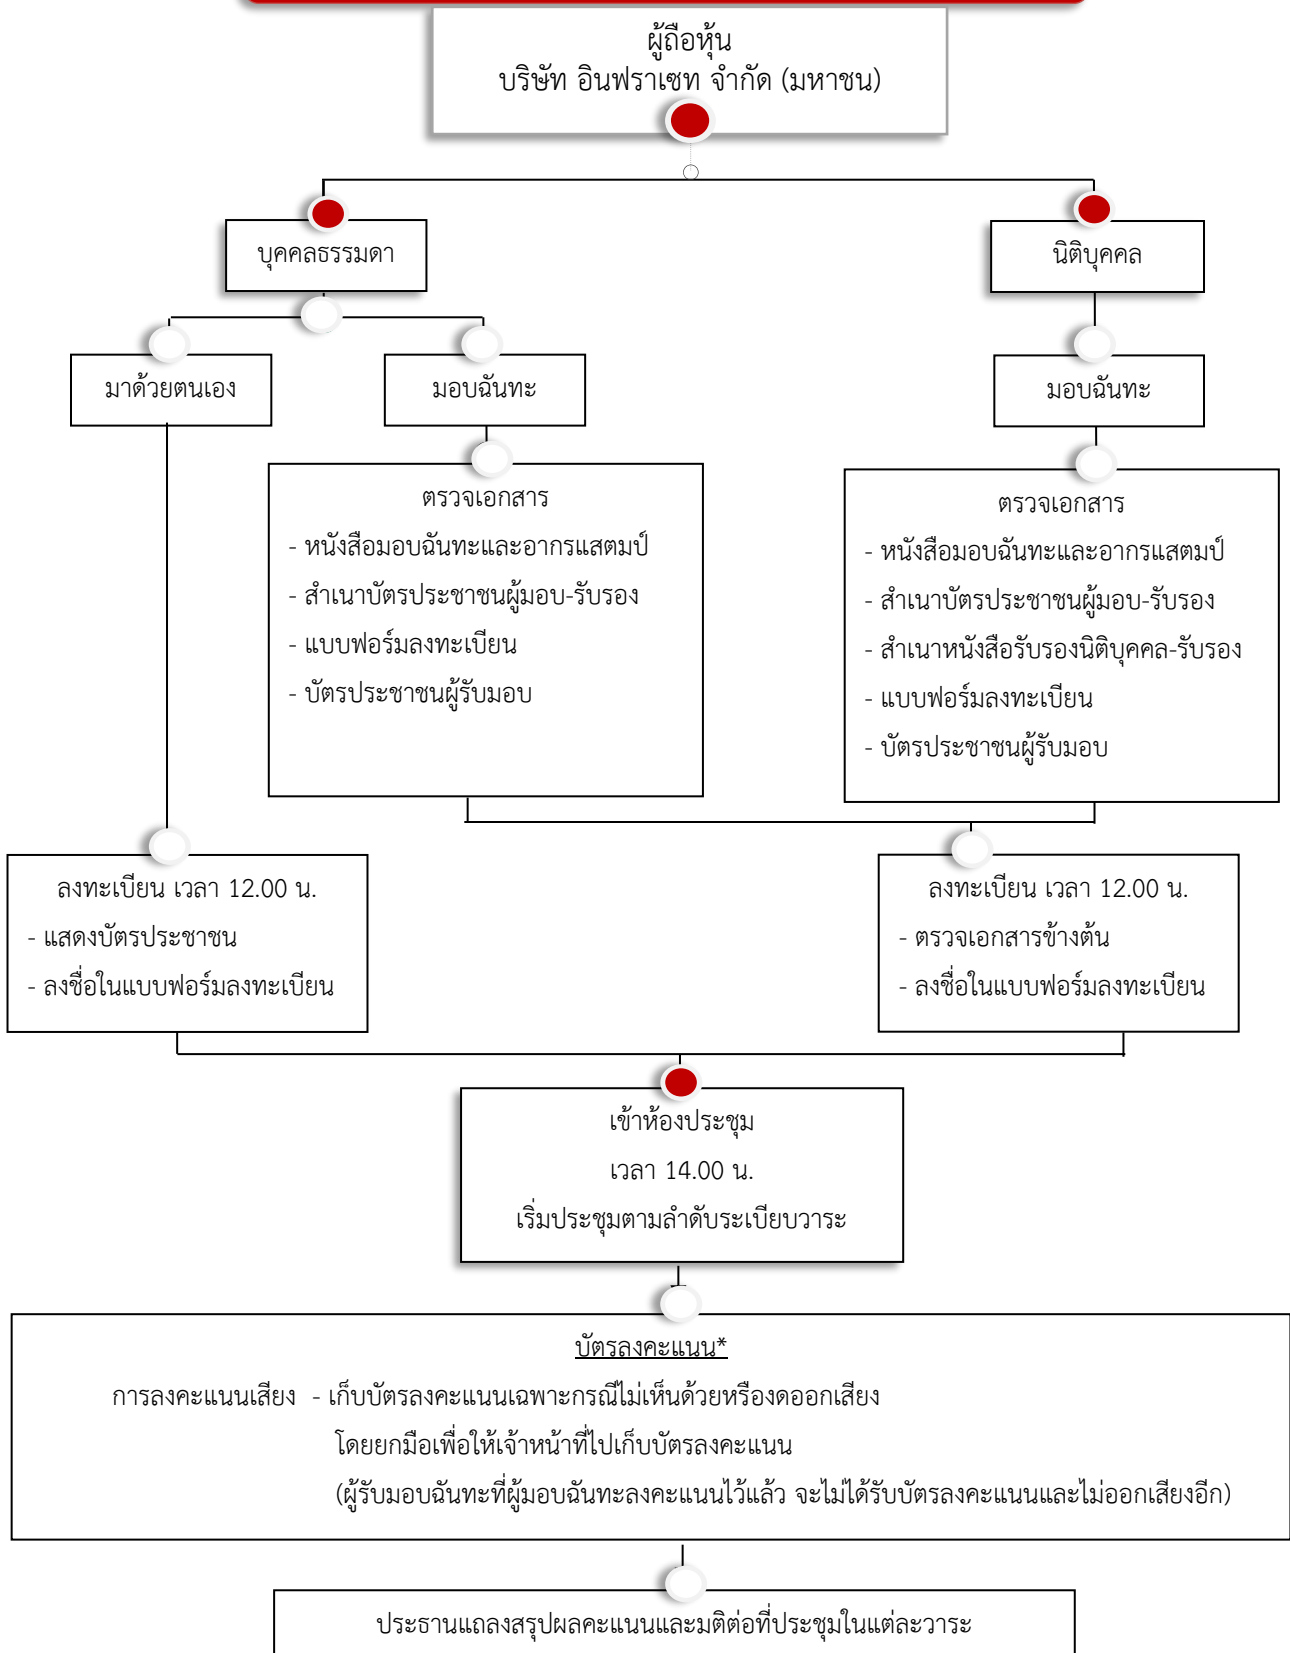 ผู้ถือหุ้น
บริษัท อินฟราเซท จำกัด (มหาชน)
บุคคลธรรมดา
นิติบุคคล
มาด้วยตนเอง
มอบฉันทะ
มอบฉันทะ
ตรวจเอกสาร
- หนังสือมอบฉันทะและอากรแสตมป์
- สำเนาบัตรประชาชนผู้มอบ-รับรอง
- แบบฟอร์มลงทะเบียน
- บัตรประชาชนผู้รับมอบ
ตรวจเอกสาร
- หนังสือมอบฉันทะและอากรแสตมป์
- สำเนาบัตรประชาชนผู้มอบ-รับรอง
- สำเนาหนังสือรับรองนิติบุคคล-รับรอง
- แบบฟอร์มลงทะเบียน
- บัตรประชาชนผู้รับมอบ
ลงทะเบียน เวลา 12.00 น.
- แสดงบัตรประชาชน
- ลงชื่อในแบบฟอร์มลงทะเบียน
ลงทะเบียน เวลา 12.00 น.
- ตรวจเอกสารข้างต้น
- ลงชื่อในแบบฟอร์มลงทะเบียน
เข้าห้องประชุม
เวลา 14.00 น.
เริ่มประชุมตามลำดับระเบียบวาระ
บัตรลงคะแนน*
การลงคะแนนเสียง - เก็บบัตรลงคะแนนเฉพาะกรณีไม่เห็นด้วยหรืองดออกเสียง
โดยยกมือเพื่อให้เจ้าหน้าที่ไปเก็บบัตรลงคะแนน
(ผู้รับมอบฉันทะที่ผู้มอบฉันทะลงคะแนนไว้แล้ว จะไม่ได้รับบัตรลงคะแนนและไม่ออกเสียงอีก)
ประธานแถลงสรุปผลคะแนนและมติต่อที่ประชุมในแต่ละวาระ